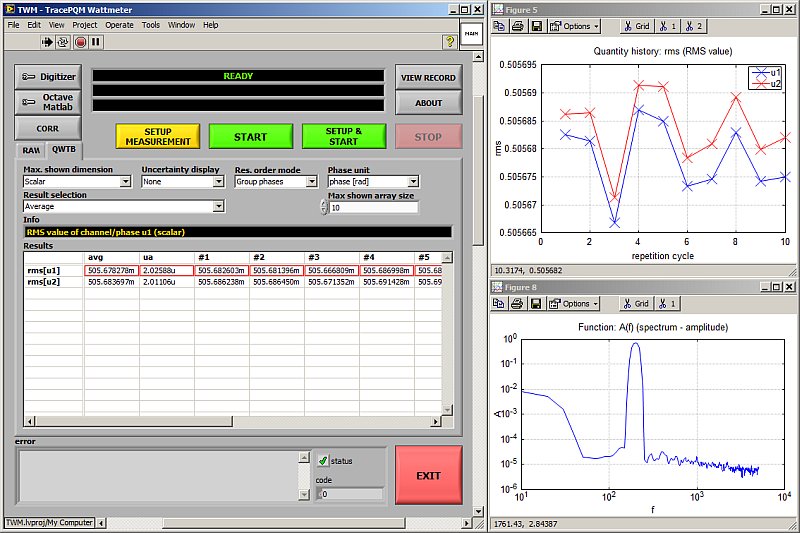 TWM - TracePQM Wattmeter
File Edit View Project Operate Tools Window Help
MAIN
Digitizer
READY
VIEW RECORD
Octave Matlab
ABOUT
CORR
SETUP MEASUREMENT
START
SETUP & START
STOP
RAW QWTB
Max. shown dimension Uncertainty display Res. order mode Phase unit
Scalar None Group phases phase [rad]
Result selection Max shown array size
Average 10
Info
RMS value of channel/phase u1 (scalar)
Results
avg ua #1 #2 #3 #4 #5
rms[u1] 505.678278m 2.02588u 505.682603m 505.681396m 505.666809m 505.686998m 505.68
rms[u2] 505.683697m 2.01106u 505.686238m 505.686450m 505.671352m 505.691428m 505.69
error
status
code
0
EXIT
TWM.lvproj/My Computer
Figure 5
Options Grid 1 2
Quantity history: rms (RMS value)
0.505695
0.50569
0.505685
0.50568
0.505675
0.50567
0.505665
rms
u1
u2
0 2 4 6 8 10
repetition cycle
10.3174, 0.505682
Figure 8
Options Grid 1
Function: A(f) (spectrum - amplitude)
10^0
10^-1
10^-2
10^-3
10^-4
10^-5
10^-6
A
10^1 10^2 10^3 10^4
f
1761.43, 2.84387